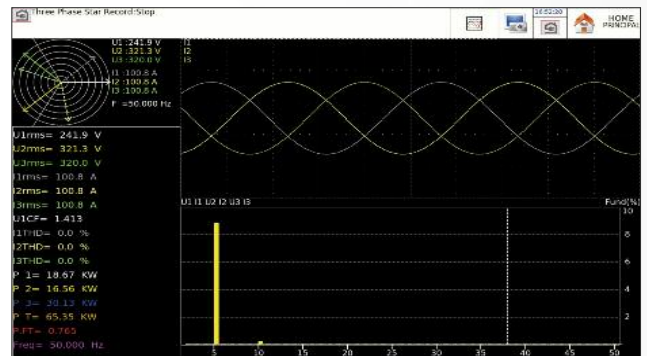 Three Phase Star Record:Stop
16:52:20
HOME
PRINCIPAL
U1 :241.9 V
U2 :321.3 V
U3 :320.0 V
I1 :100.8 A
I2 :100.8 A
I3 :100.8 A
F =50.000 Hz
I1
I2
I3
U1rms= 241.9 V
U2rms= 321.3 V
U3rms= 320.0 V
I1rms= 100.8 A
I2rms= 100.8 A
I3rms= 100.8 A
U1CF= 1.413
I1THD= 0.0 %
I2THD= 0.0 %
I3THD= 0.0 %
P 1= 18.67 KW
P 2= 16.56 KW
P 3= 30.13 KW
P T= 65.35 KW
P.FT= 0.765
Freq= 50.000 Hz
U1 I1 U2 I2 U3 I3
Fund(%)
10
8
6
4
2
5 10 15 20 25 30 35 40 45 50